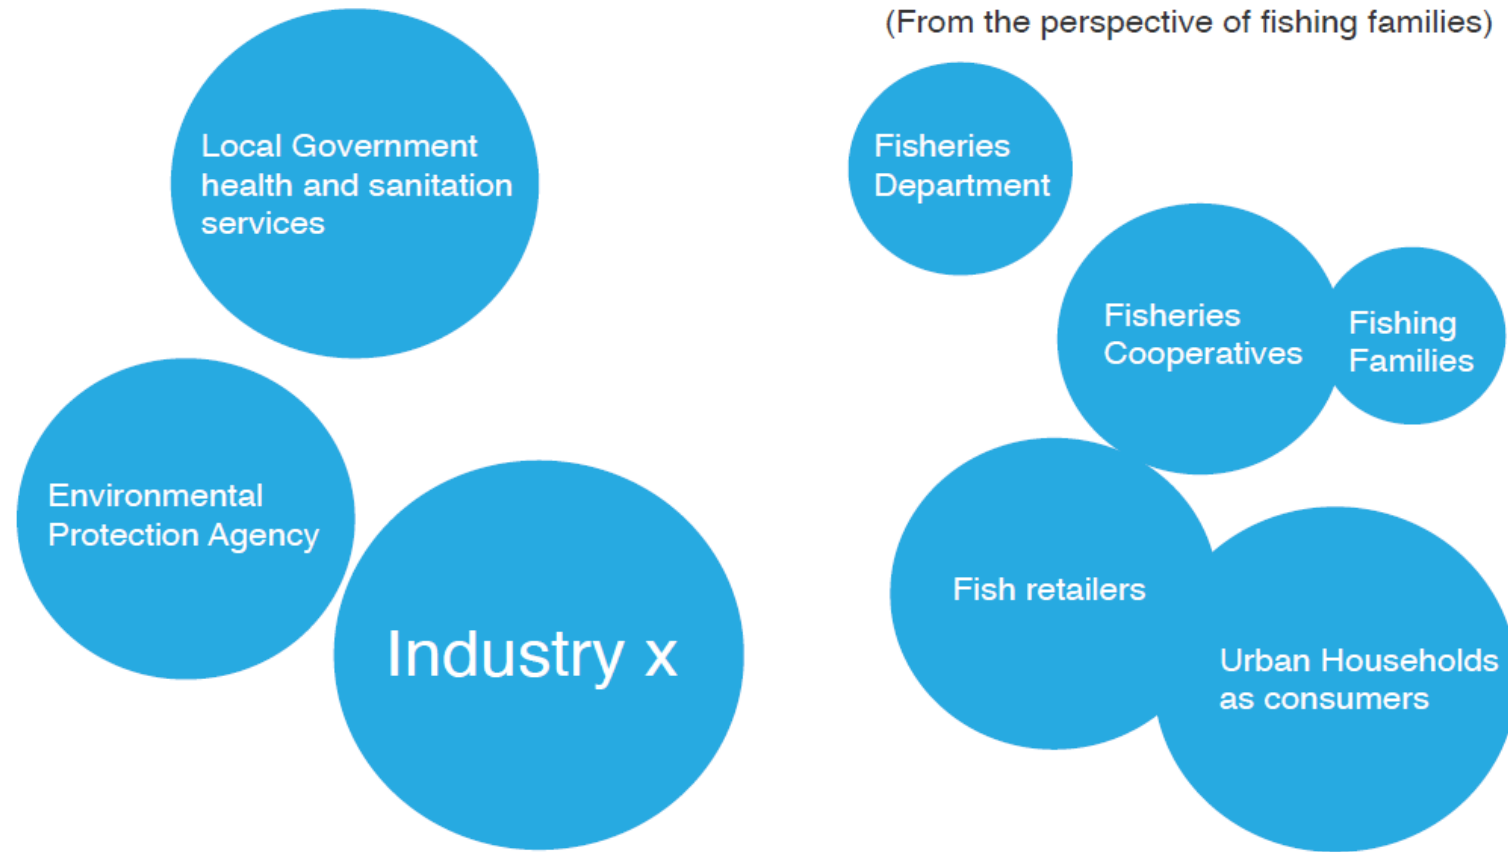 (From the perspective of fishing families)
Local Government
health and sanitation
services
Fisheries
Department
Fisheries
Cooperatives
Fishing
Families
Environmental
Protection Agency
Industry x
Fish retailers
Urban Households
as consumers